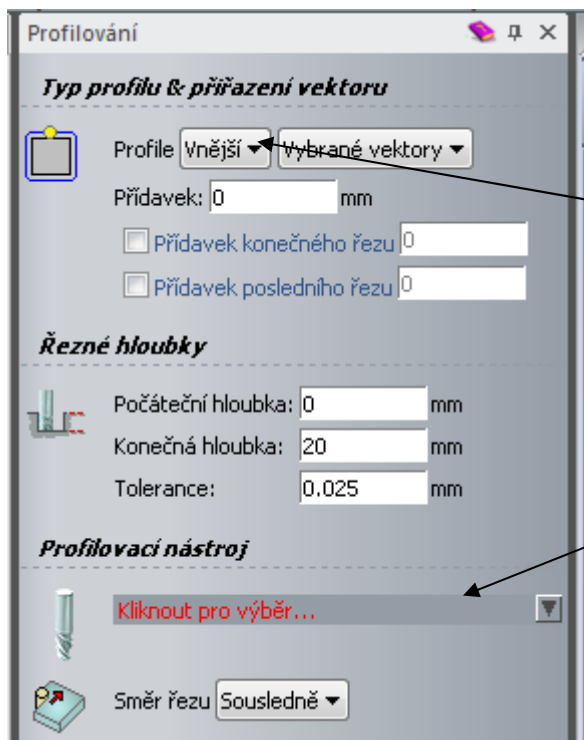 Profilování
Typ profilu & přiřazení vektoru
Profile Vnější Vybrané vektory
Přídavek: 0 mm
Přídavek konečného řezu 0
Přídavek posledního řezu 0
Řezné hloubky
Počáteční hloubka: 0 mm
Konečná hloubka: 20 mm
Tolerance: 0.025 mm
Profilovací nástroj
Kliknout pro výběr...
Směr řezu Sousledně